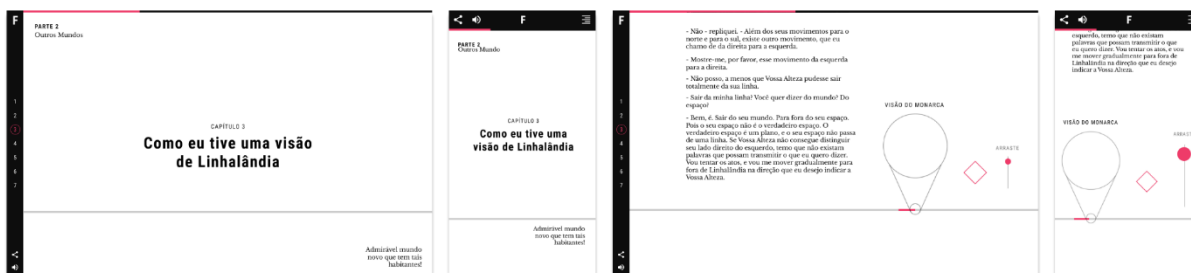 F
PARTE 2
Outros Mundos
1
2
3
4
5
6
7
CAPÍTULO 3
Como eu tive uma visão
de Linhalândia
Admirável mundo
novo que tem tais
habitantes!
F
PARTE 2
Outros Mundo
CAPÍTULO 3
Como eu tive uma
visão de Linhalândia
Admirável mundo
novo que tem tais
habitantes!
F
1
2
3
4
5
6
7
- Não - repliquei. - Além dos seus movimentos para o
norte e para o sul, existe outro movimento, que eu
chamo de da direita para a esquerda.
- Mostre-me, por favor, esse movimento da esquerda
para a direita.
- Não posso, a menos que Vossa Alteza pudesse sair
totalmente da sua linha.
- Sair da minha linha? Você quer dizer do mundo? Do
espaço?
- Bem, é. Sair do seu mundo. Para fora do seu espaço.
Pois o seu espaço não é o verdadeiro espaço. O
verdadeiro espaço é um plano, e o seu espaço não passa
de uma linha. Se Vossa Alteza não consegue distinguir
seu lado direito do esquerdo, temo que não existam
palavras que possam transmitir o que eu quero dizer.
Vou tentar os atos, e vou me mover gradualmente para
fora de Linhalândia na direção que eu desejo indicar a
Vossa Alteza.
VISÃO DO MONARCA
ARRASTE
F
esquerdo, temo que não existam
palavras que possam transmitir o que
eu quero dizer. Vou tentar os atos, e vou
me mover gradualmente para fora de
Linhalândia na direção que eu desejo
indicar a Vossa Alteza.
VISÃO DO MONARCA